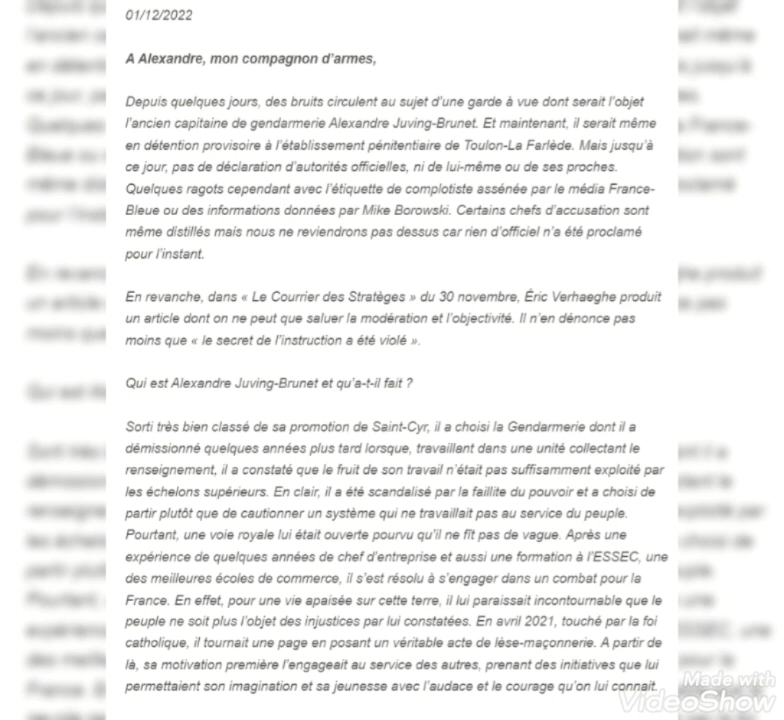 01/12/2022
A Alexandre, mon compagnon d'armes,
Depuis quelques jours, des bruits circulent au sujet d'une garde à vue dont serait l'objet
l'ancien capitaine de gendarmerie Alexandre Juving-Brunet. Et maintenant, il serait même
en détention provisoire à l'établissement pénitentiaire de Toulon-La Farlède. Mais jusqu'à
ce jour, pas de déclaration d'autorités officielles, ni de lui-même ou de ses proches.
Quelques ragots cependant avec l'étiquette de complotiste assénée par le média France-
Bleue ou des informations données par Mike Borowski. Certains chefs d'accusation sont
même distillés mais nous ne reviendrons pas dessus car rien d'officiel n'a été proclamé
pour l'instant.
En revanche, dans « Le Courrier des Stratèges » du 30 novembre, Éric Verhaeghe produit
un article dont on ne peut que saluer la modération et l'objectivité. Il n'en dénonce pas
moins que « le secret de l'instruction a été violé ».
Qui est Alexandre Juving-Brunet et qu'a-t-il fait ?
Sorti très bien classé de sa promotion de Saint-Cyr, il a choisi la Gendarmerie dont il a
démissionné quelques années plus tard lorsque, travaillant dans une unité collectant le
renseignement, il a constaté que le fruit de son travail n'était pas suffisamment exploité par
les échelons supérieurs. En clair, il a été scandalisé par la faillite du pouvoir et a choisi de
partir plutôt que de cautionner un système qui ne travaillait pas au service du peuple.
Pourtant, une voie royale lui était ouverte pourvu qu'il ne fît pas de vague. Après une
expérience de quelques années de chef d'entreprise et aussi une formation à l'ESSEC, une
des meilleures écoles de commerce, il s'est résolu à s'engager dans un combat pour la
France. En effet, pour une vie apaisée sur cette terre, il lui paraissait incontournable que le
peuple ne soit plus l'objet des injustices par lui constatées. En avril 2021, touché par la foi
catholique, il tournait une page en posant un véritable acte de lèse-maçonnerie. A partir de
là, sa motivation première l'engageait au service des autres, prenant des initiatives que lui
permettaient son imagination et sa jeunesse avec l'audace et le courage qu'on lui connait.
Made with
VideoShow